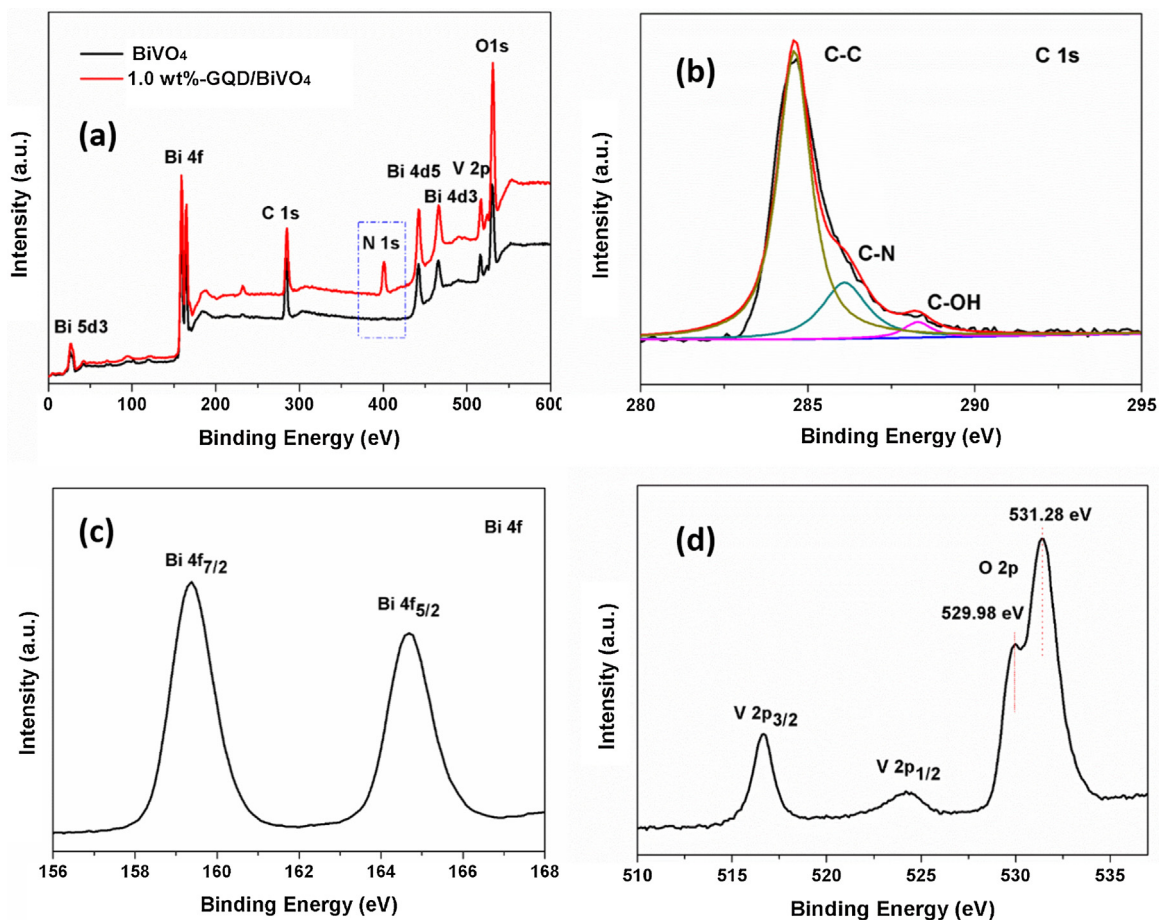 BiVO₄
1.0 wt%-GQD/BiVO₄
(a)
Bi 5d3
Bi 4f
C 1s
N 1s
Bi 4d5
Bi 4d3
V 2p
O1s
Intensity (a.u.)
0 100 200 300 400 500 600
Binding Energy (eV)
(b)
C-C
C 1s
C-N
C-OH
Intensity (a.u.)
280 285 290 295
Binding Energy (eV)
(c)
Bi 4f
Bi 4f₇/₂
Bi 4f₅/₂
Intensity (a.u.)
156 158 160 162 164 166 168
Binding Energy (eV)
(d)
531.28 eV
O 2p
529.98 eV
V 2p₃/₂
V 2p₁/₂
Intensity (a.u.)
510 515 520 525 530 535
Binding Energy (eV)